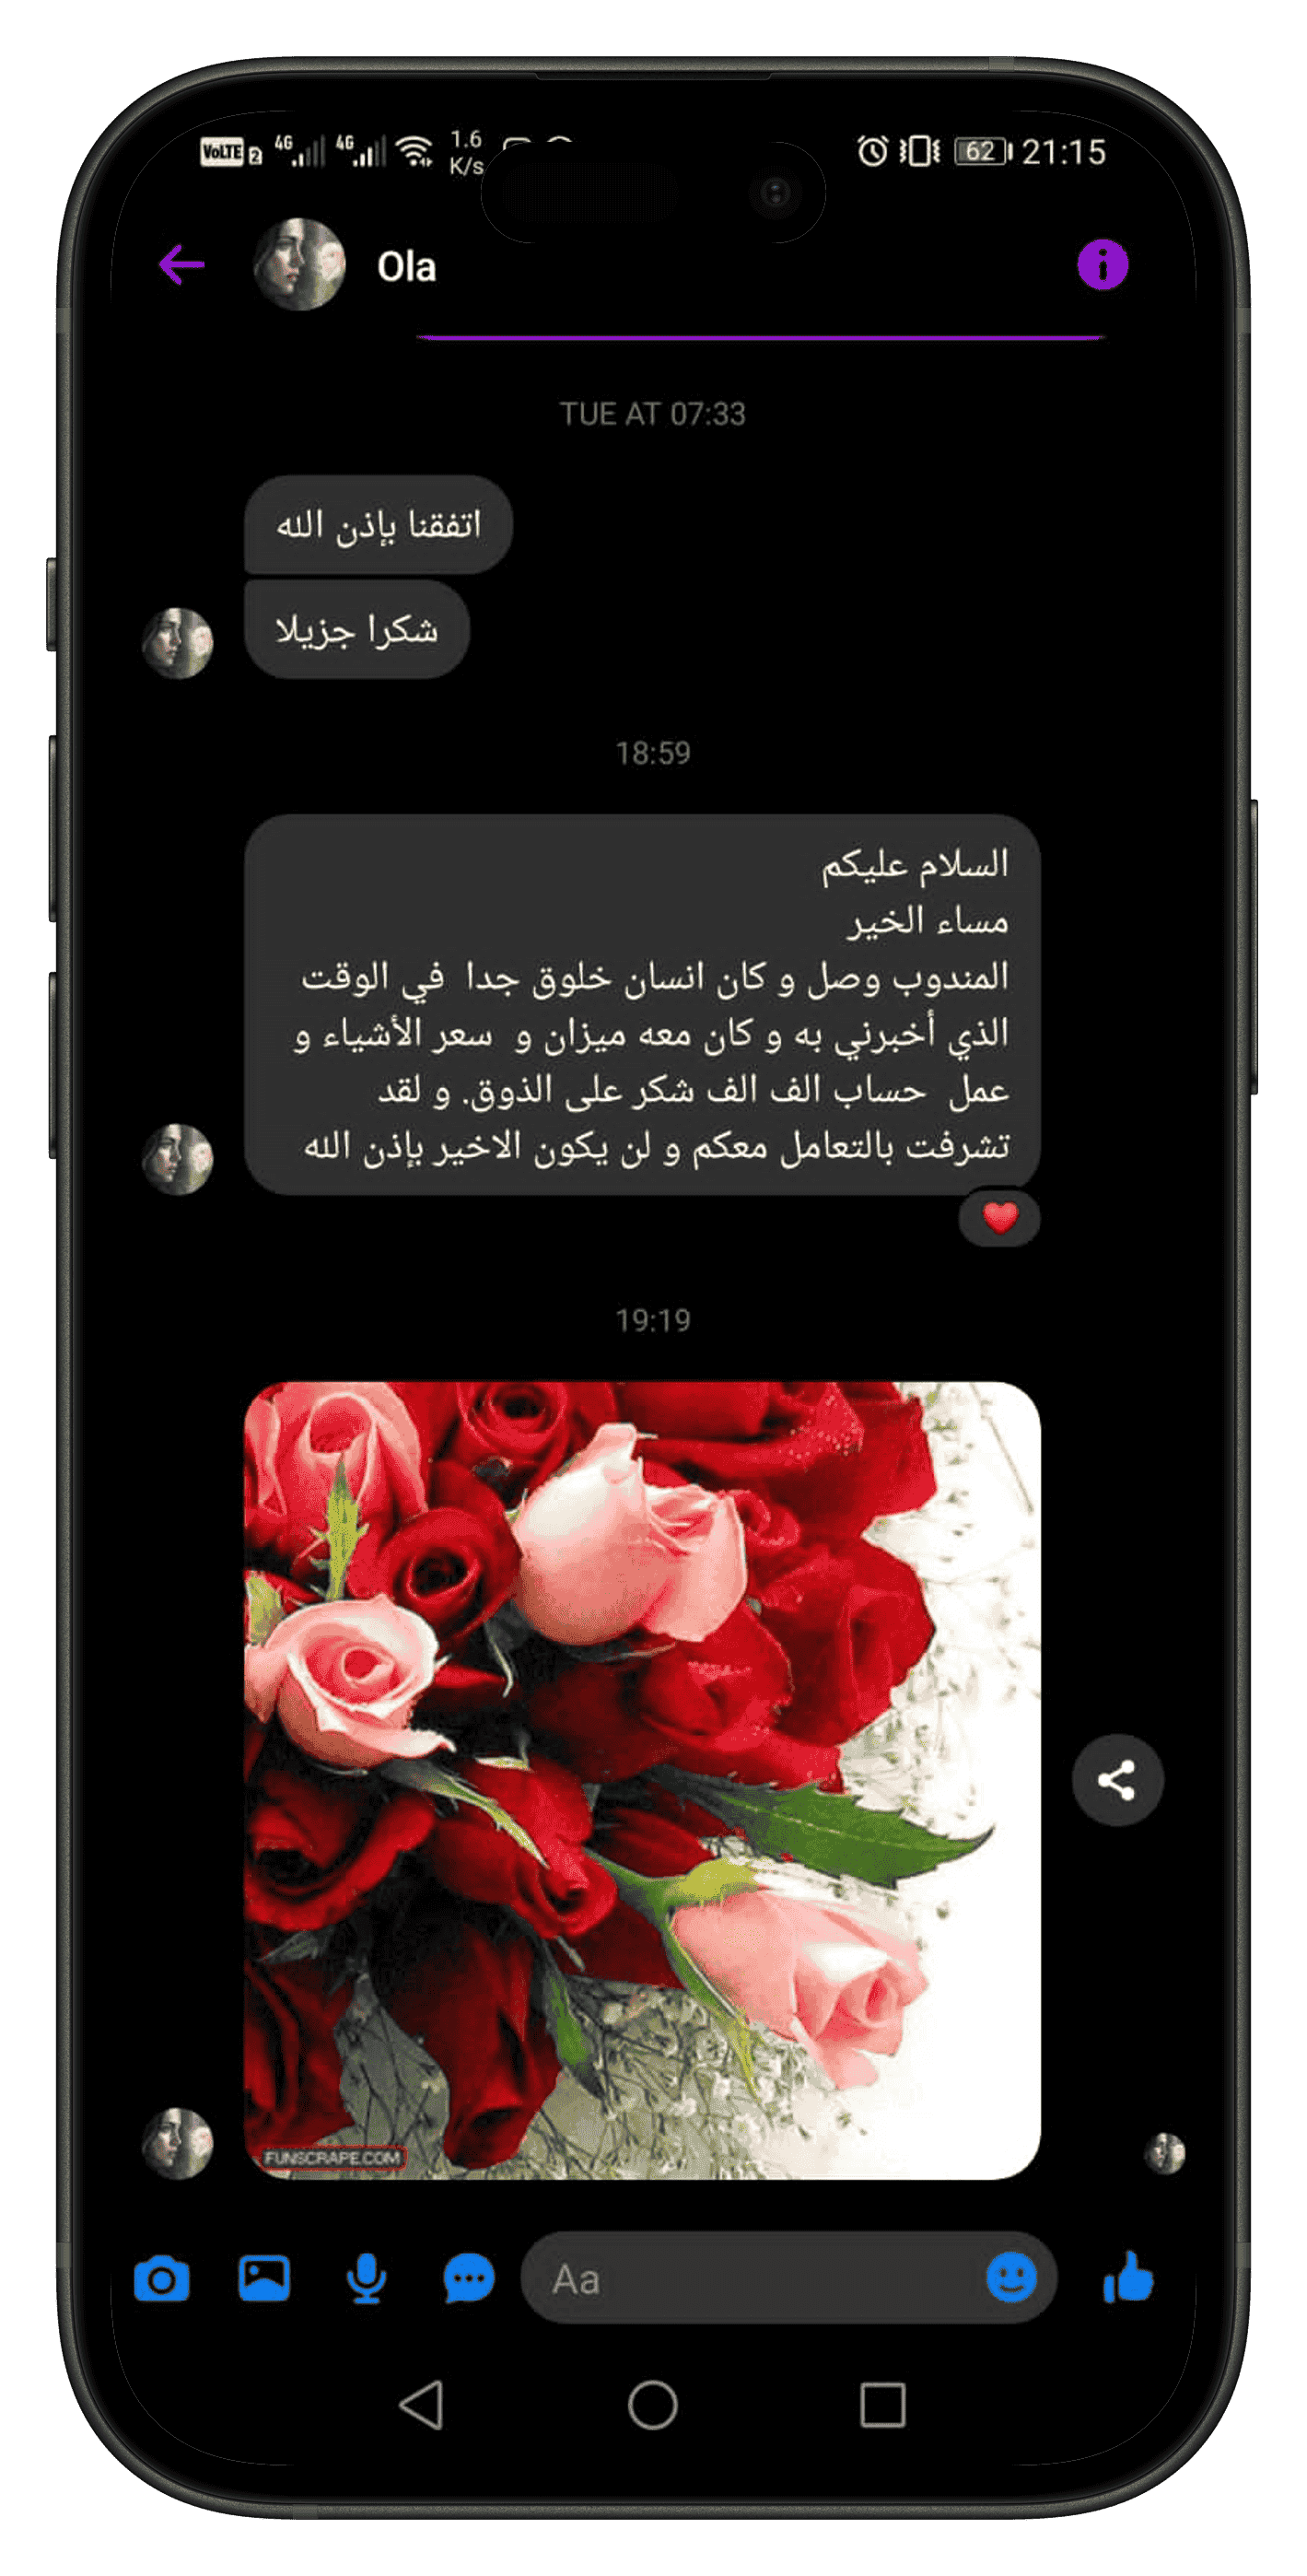 VoLTE 2 4G 4G 1.6 K/s 62 21:15
Ola
TUE AT 07:33
اتفقنا بإذن الله
شكرا جزيلا
18:59
السلام عليكم
مساء الخير
المندوب وصل و كان انسان خلوق جدا في الوقت
الذي أخبرني به و كان معه ميزان و سعر الأشياء و
عمل حساب الف الف شكر على الذوق. و لقد
تشرفت بالتعامل معكم و لن يكون الاخير بإذن الله
19:19
FUNSCRAPE.COM
Aa